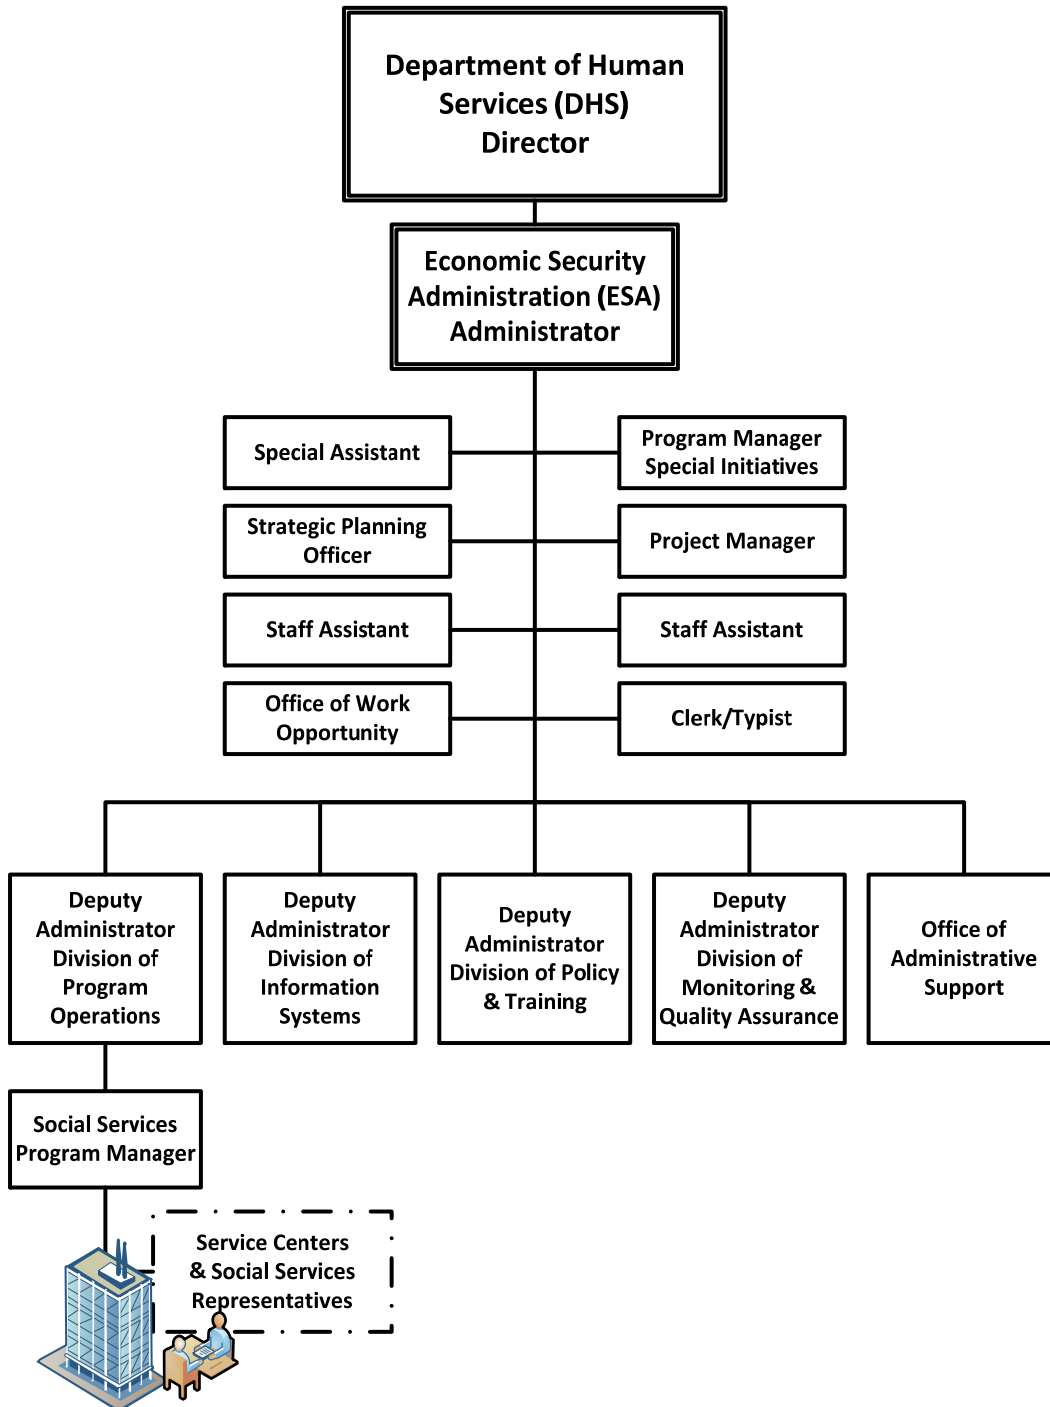 Department of Human
Services (DHS)
Director
Economic Security
Administration (ESA)
Administrator
Special Assistant
Program Manager
Special Initiatives
Strategic Planning
Officer
Project Manager
Staff Assistant
Staff Assistant
Office of Work
Opportunity
Clerk/Typist
Deputy
Administrator
Division of
Program
Operations
Deputy
Administrator
Division of
Information
Systems
Deputy
Administrator
Division of Policy
& Training
Deputy
Administrator
Division of
Monitoring &
Quality Assurance
Office of
Administrative
Support
Social Services
Program Manager
Service Centers
& Social Services
Representatives